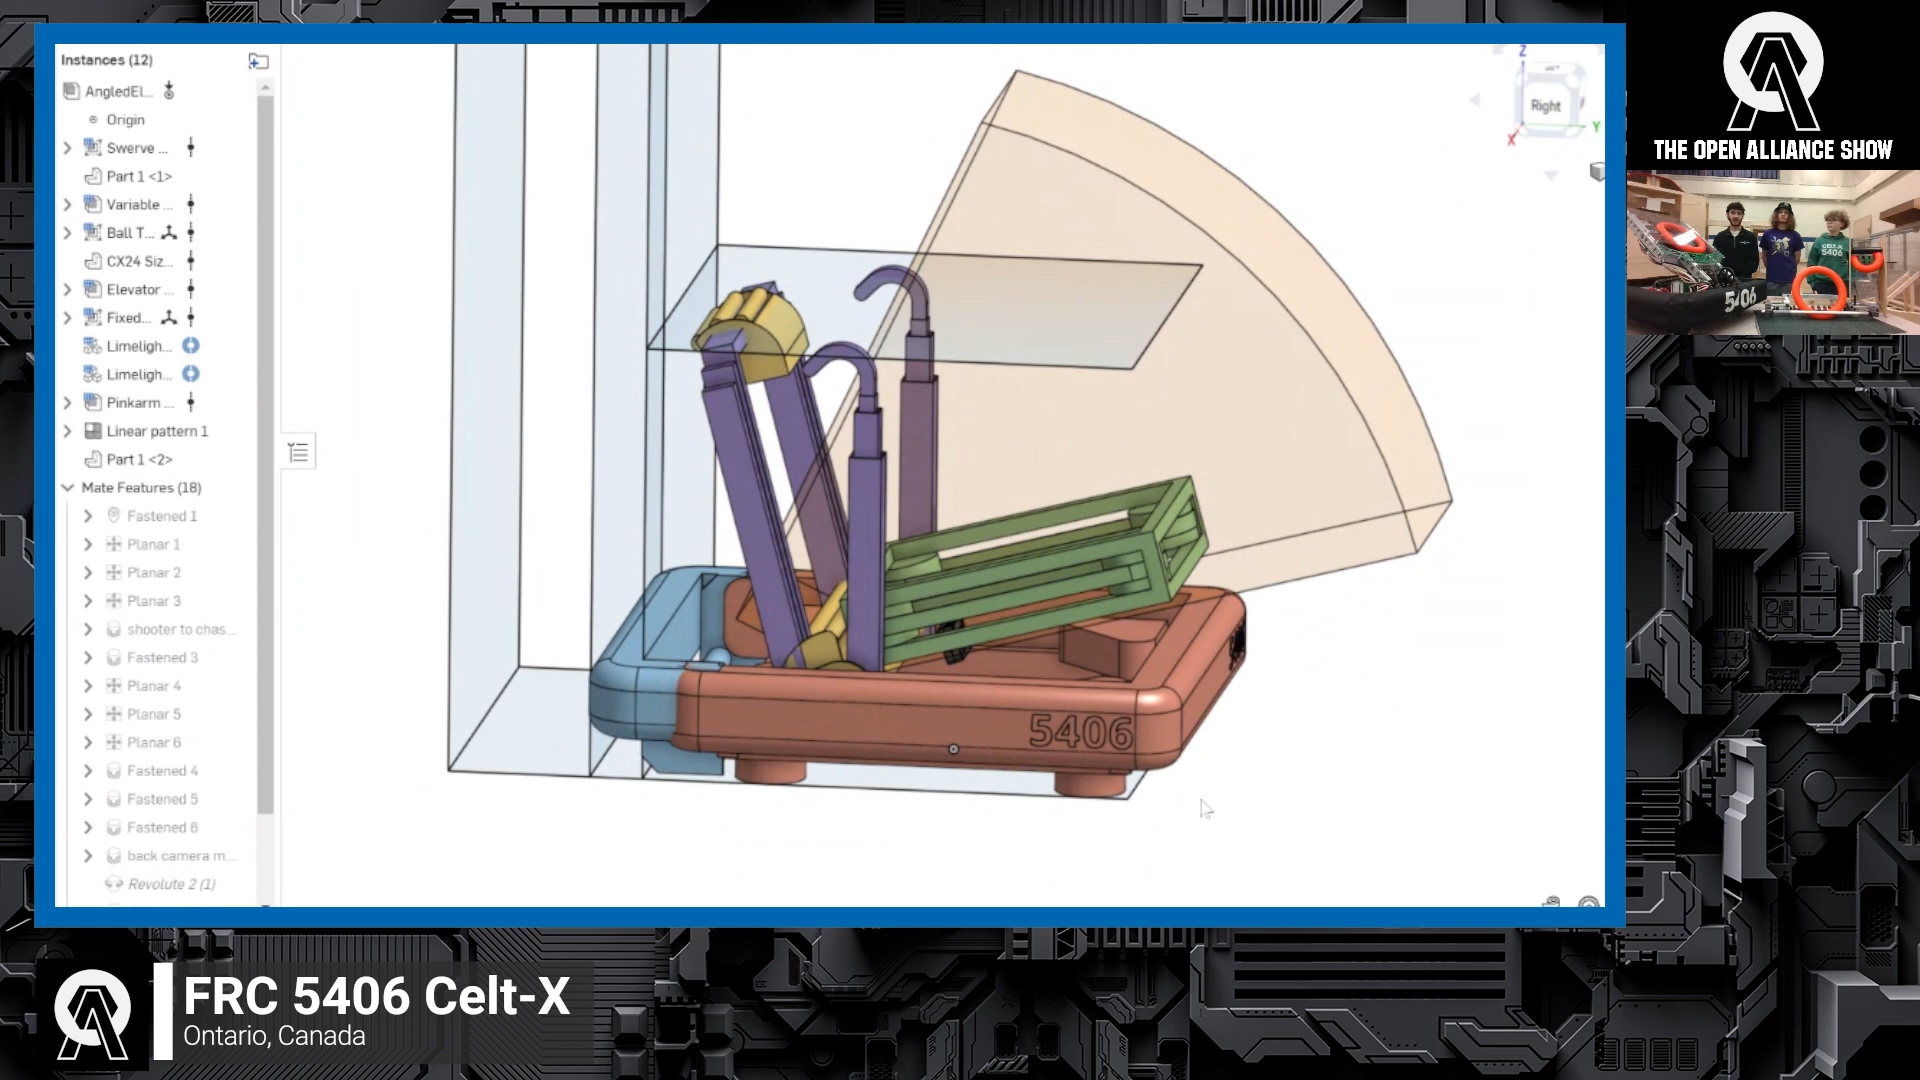 Instances (12)
AngledEl...
Origin
Swerve ...
Part 1 <1>
Variable ...
Ball T...
CX24 Siz...
Elevator ...
Fixed...
Limeligh...
Limeligh...
Pinkarm ...
Linear pattern 1
Part 1 <2>
Mate Features (18)
Fastened 1
Planar 1
Planar 2
Planar 3
shooter to chas...
Fastened 3
Planar 4
Planar 5
Planar 6
Fastened 4
Fastened 5
Fastened 6
back camera m...
Revolute 2 (1)
Z
Right
X
Y
5406
THE OPEN ALLIANCE SHOW
CELT-X
5406
5406
FRC 5406 Celt-X
Ontario, Canada